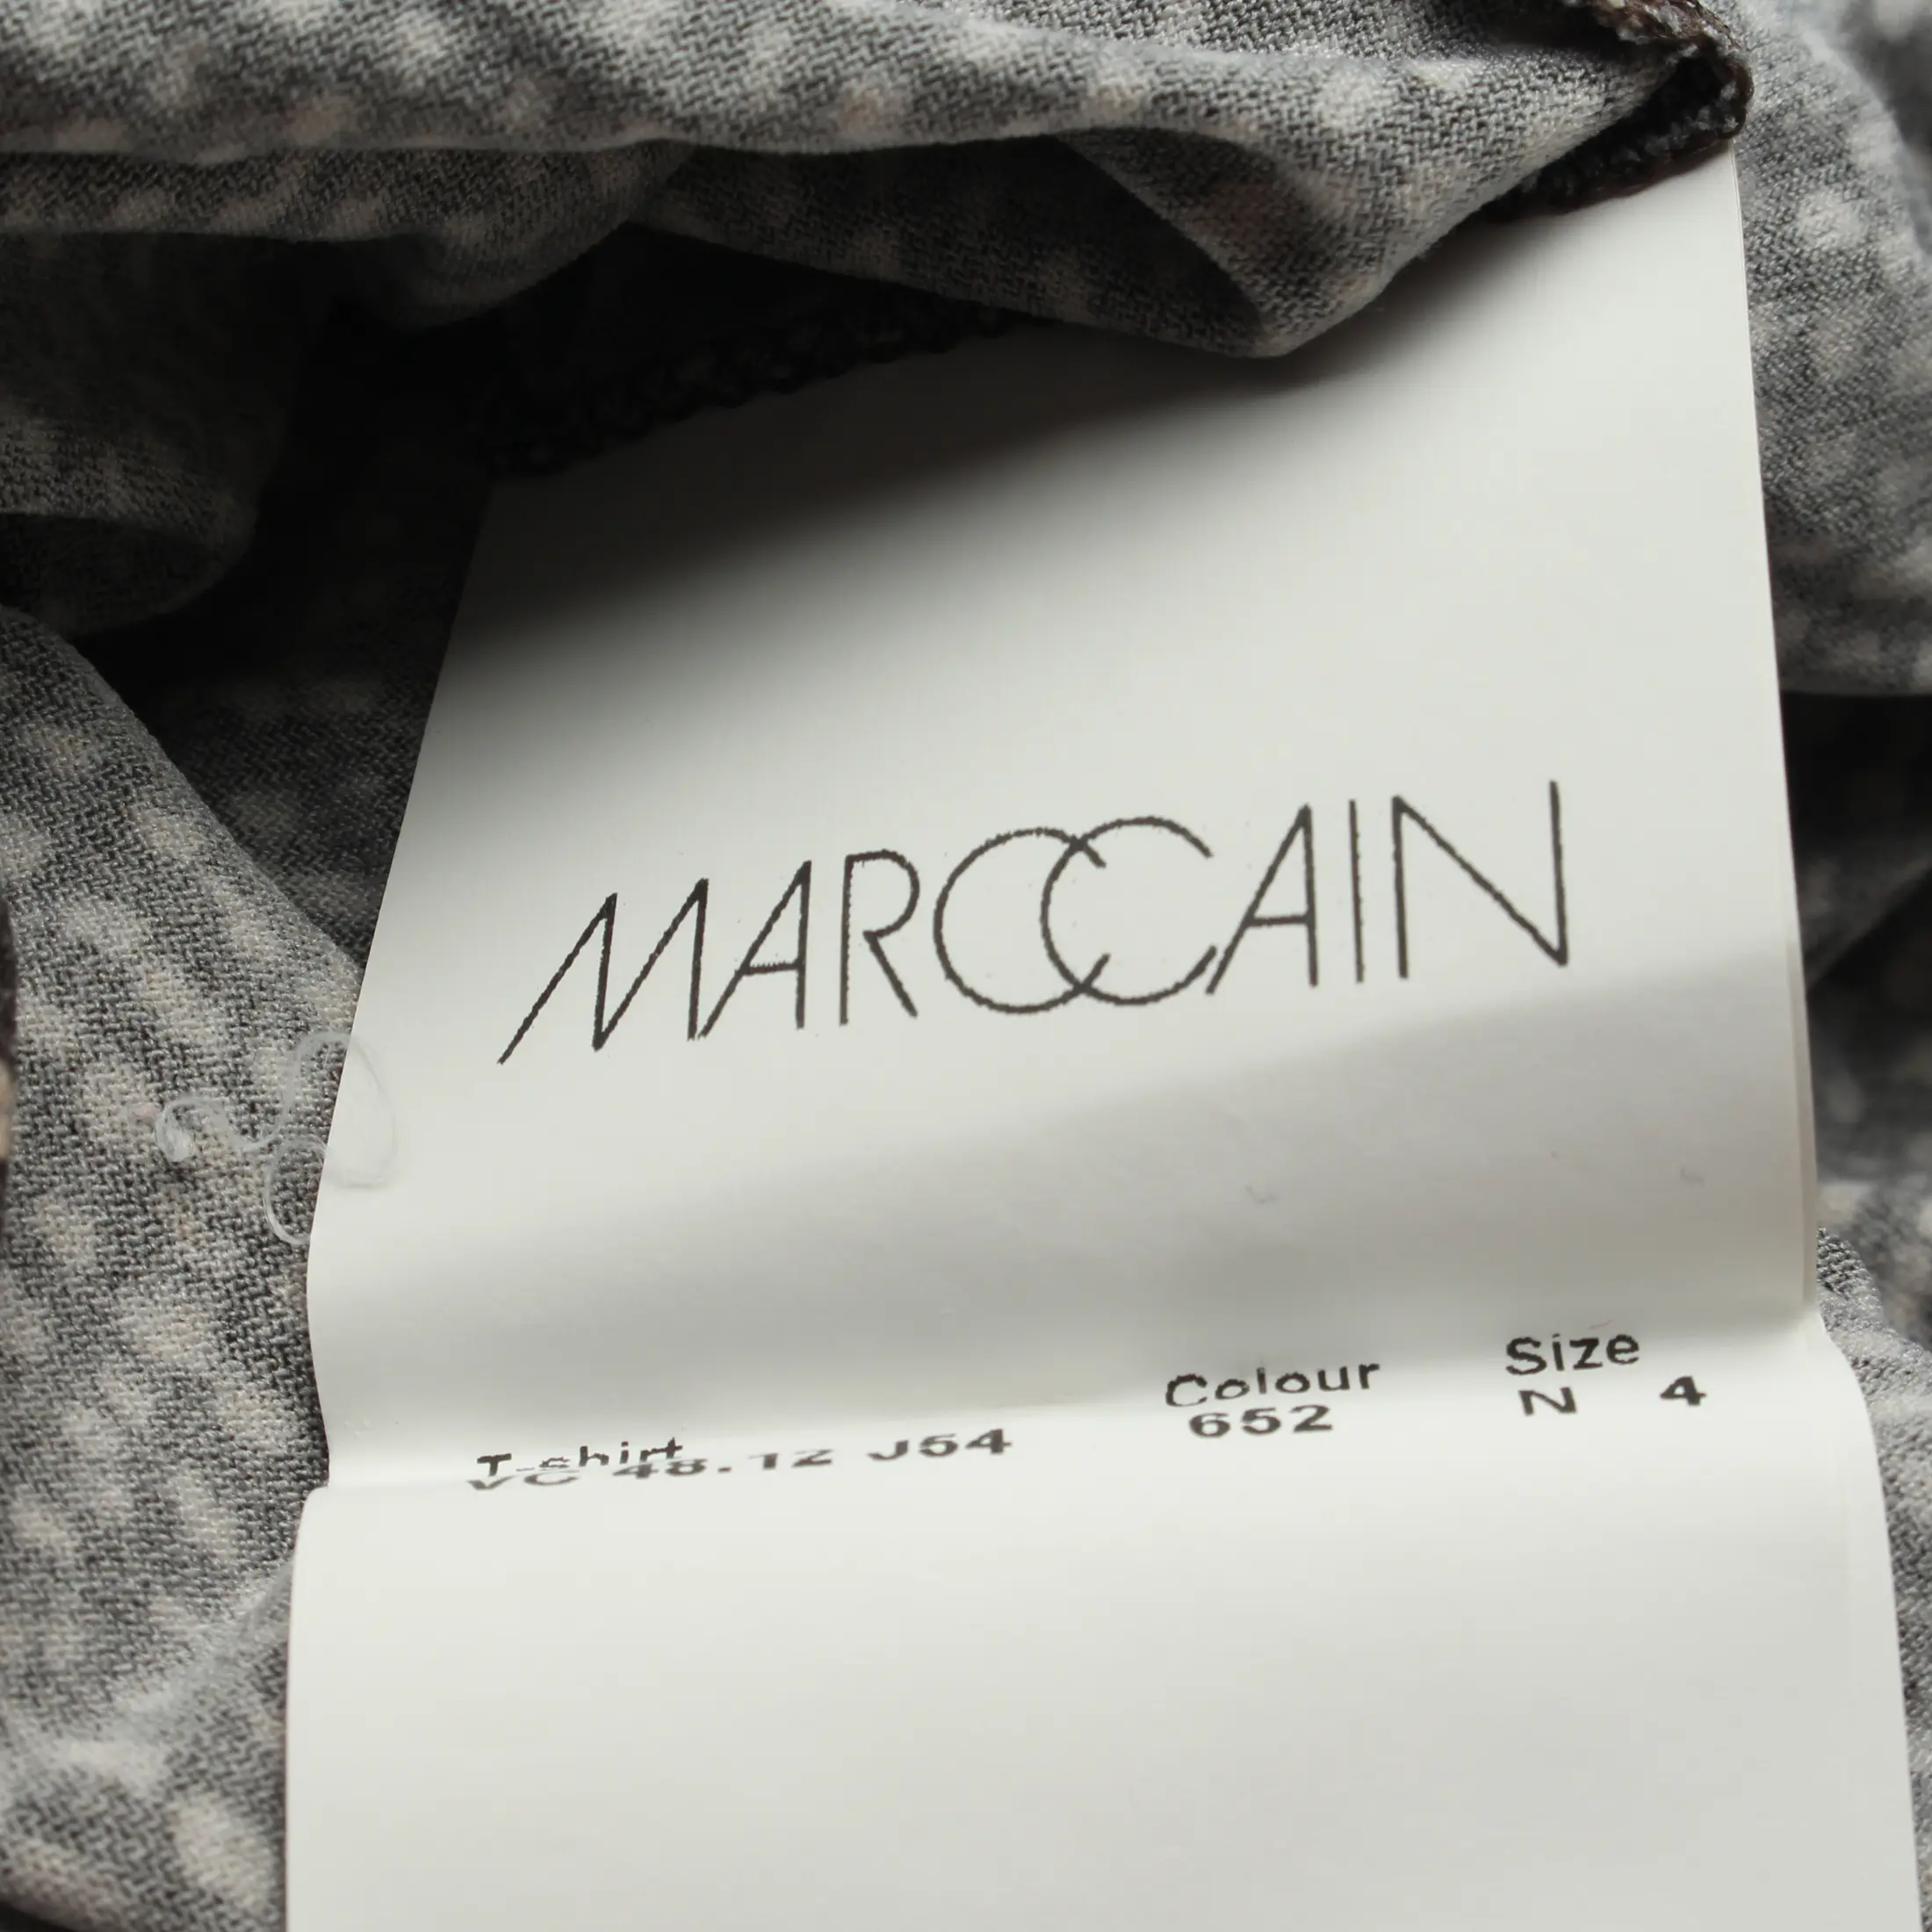 MARCCAIN
T-shirt Colour Size
VC 48.12 J54 652 N 4